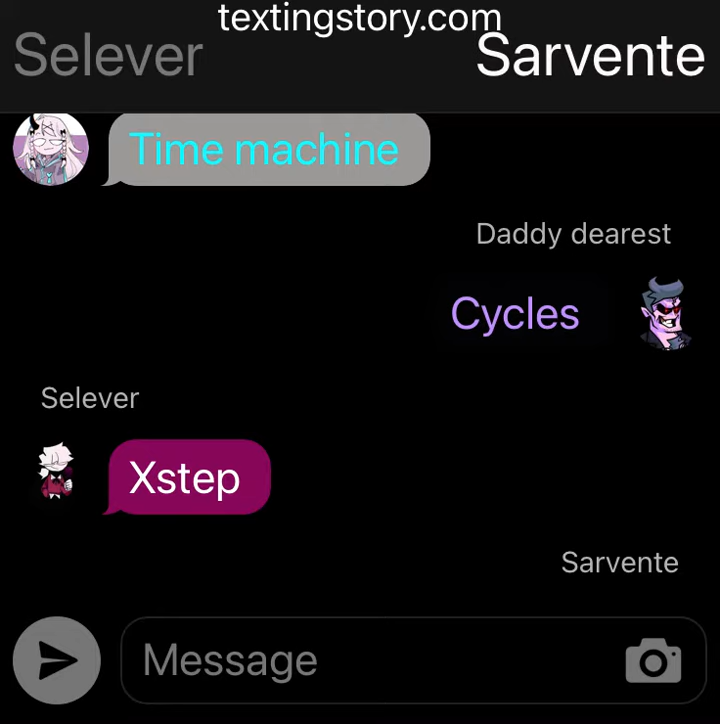 textingstory.com
Selever
Sarvente
Time machine
Daddy dearest
Cycles
Selever
Xstep
Sarvente
Message